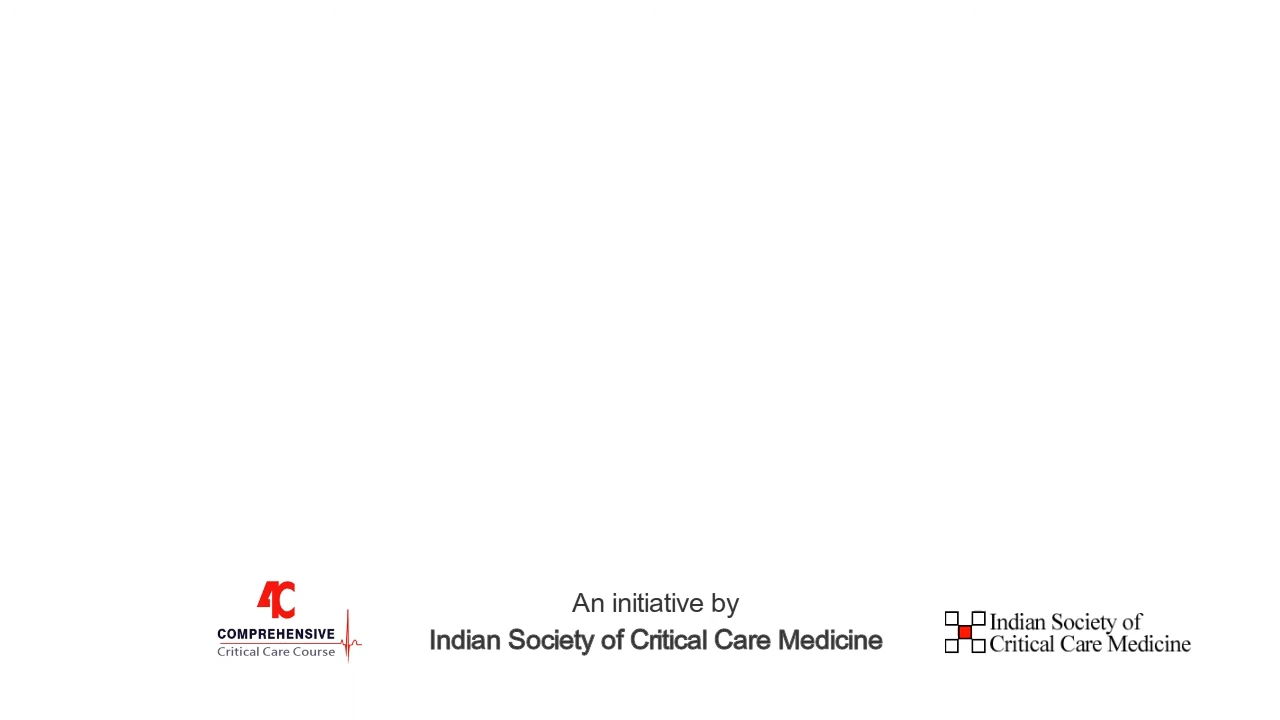 4C
COMPREHENSIVE
Critical Care Course
An initiative by
Indian Society of Critical Care Medicine
Indian Society of
Critical Care Medicine